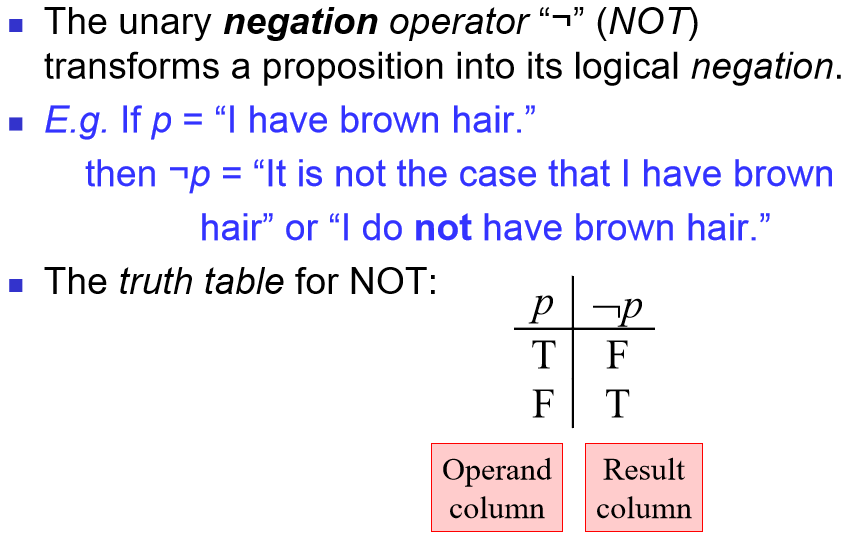 The unary negation operator “¬” (NOT)
transforms a proposition into its logical negation.
E.g. If p = “I have brown hair.”
then ¬p = “It is not the case that I have brown
hair” or “I do not have brown hair.”
The truth table for NOT:
p ¬p
T F
F T
Operand Result
column column